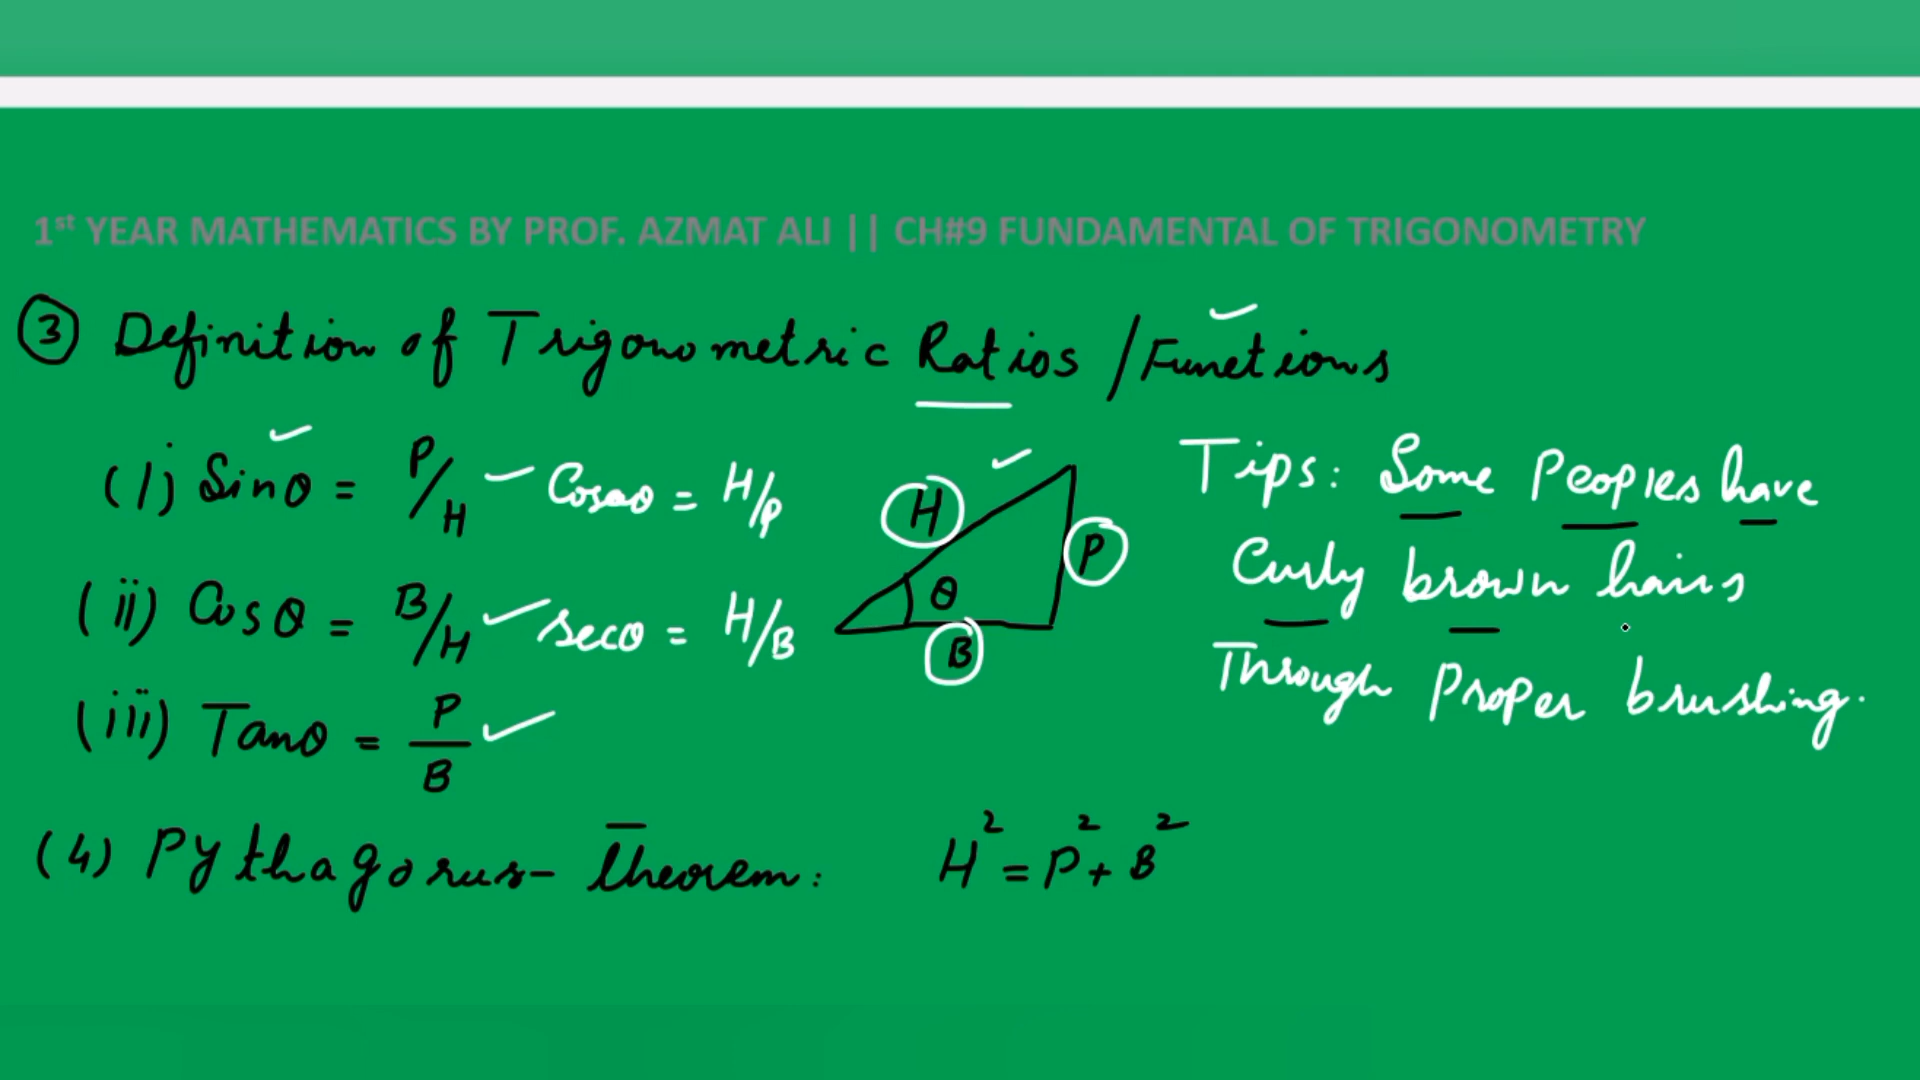 1st YEAR MATHEMATICS BY PROF. AZMAT ALI || CH#9 FUNDAMENTAL OF TRIGONOMETRY
③ Definition of Trigonometric Ratios / Functions
(i) Sinθ = P/H Cosecθ = H/P
(ii) Cosθ = B/H secθ = H/B
(iii) Tanθ = P/B
H
P
θ
B
Tips: Some Peoples have
Curly brown hairs
Through Proper brushing.
(4) Pythagorus- Theorem: H² = P² + B²